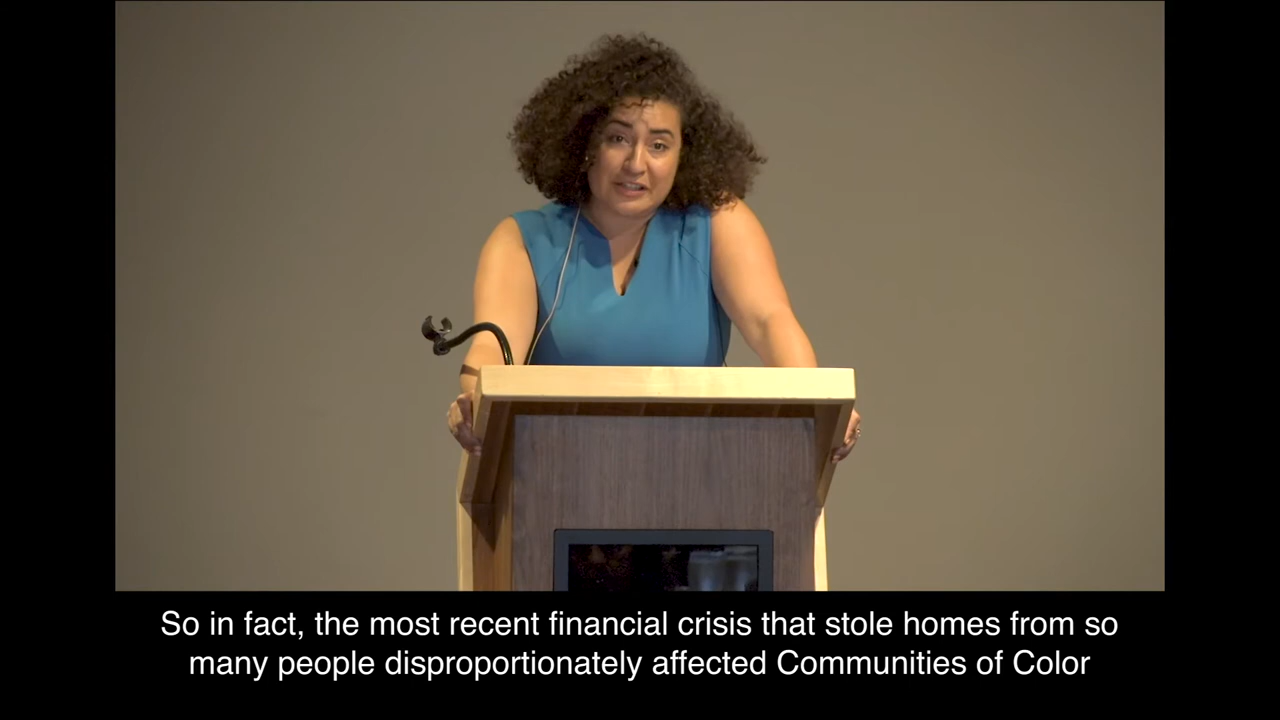 So in fact, the most recent financial crisis that stole homes from so
many people disproportionately affected Communities of Color